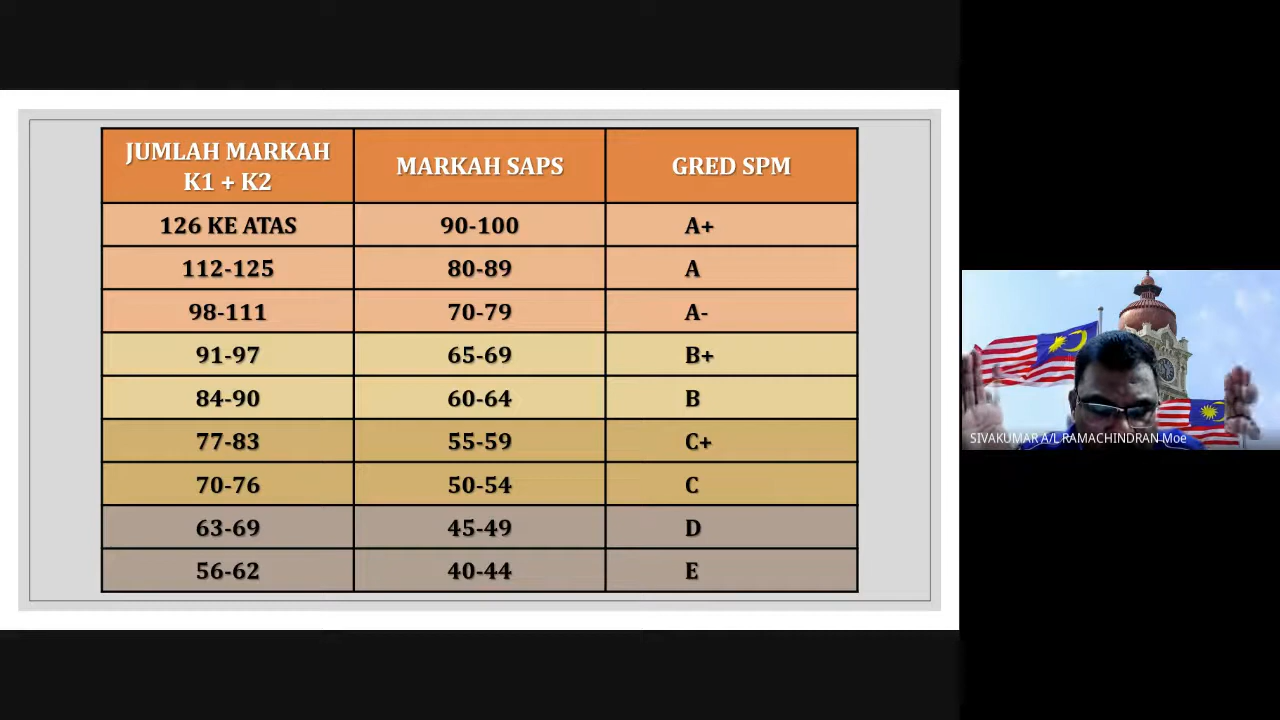 JUMLAH MARKAH
K1 + K2
MARKAH SAPS
GRED SPM
126 KE ATAS
90-100
A+
112-125
80-89
A
98-111
70-79
A-
91-97
65-69
B+
84-90
60-64
B
77-83
55-59
C+
70-76
50-54
C
63-69
45-49
D
56-62
40-44
E
SIVAKUMAR A/L RAMACHINDRAN Moe